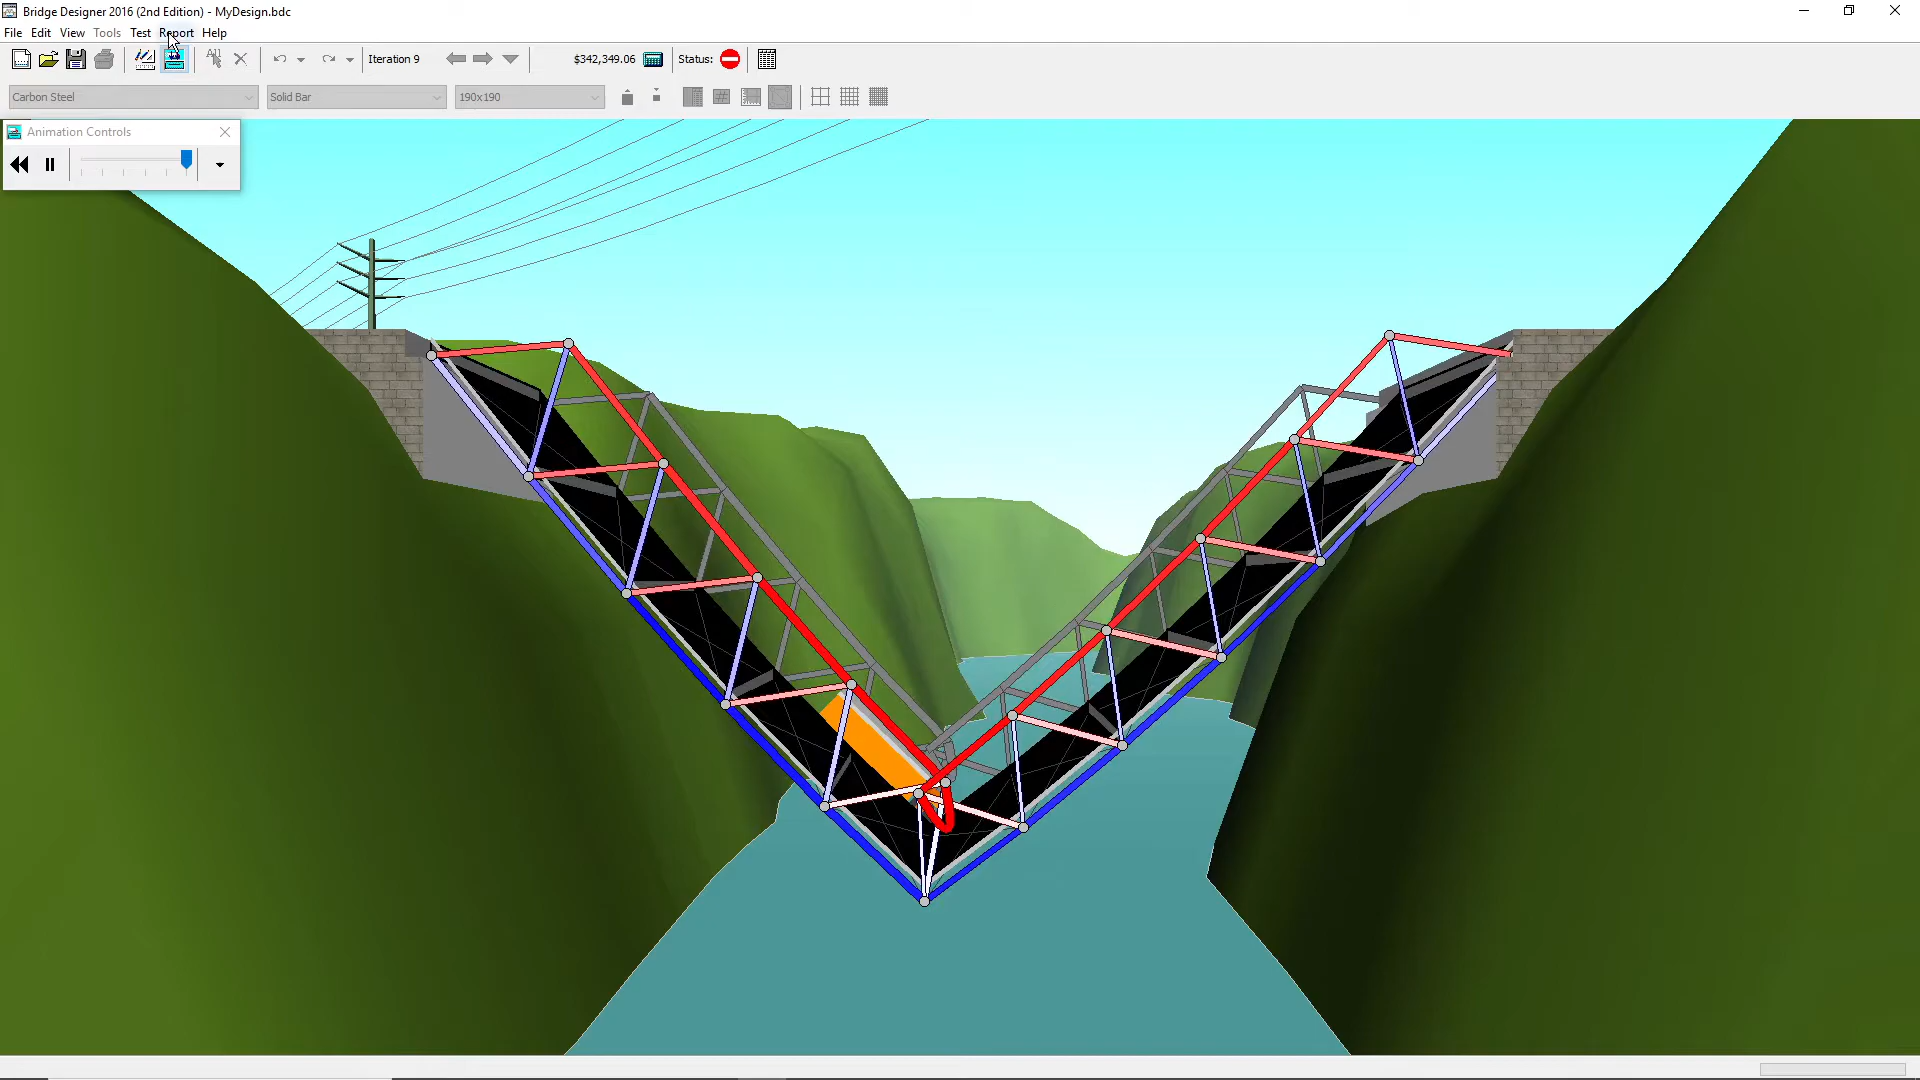 Bridge Designer 2016 (2nd Edition) - MyDesign.bdc
File Edit View Tools Test Report Help
All
Iteration 9 $342,349.06 Status:
Carbon Steel Solid Bar 190x190
Animation Controls